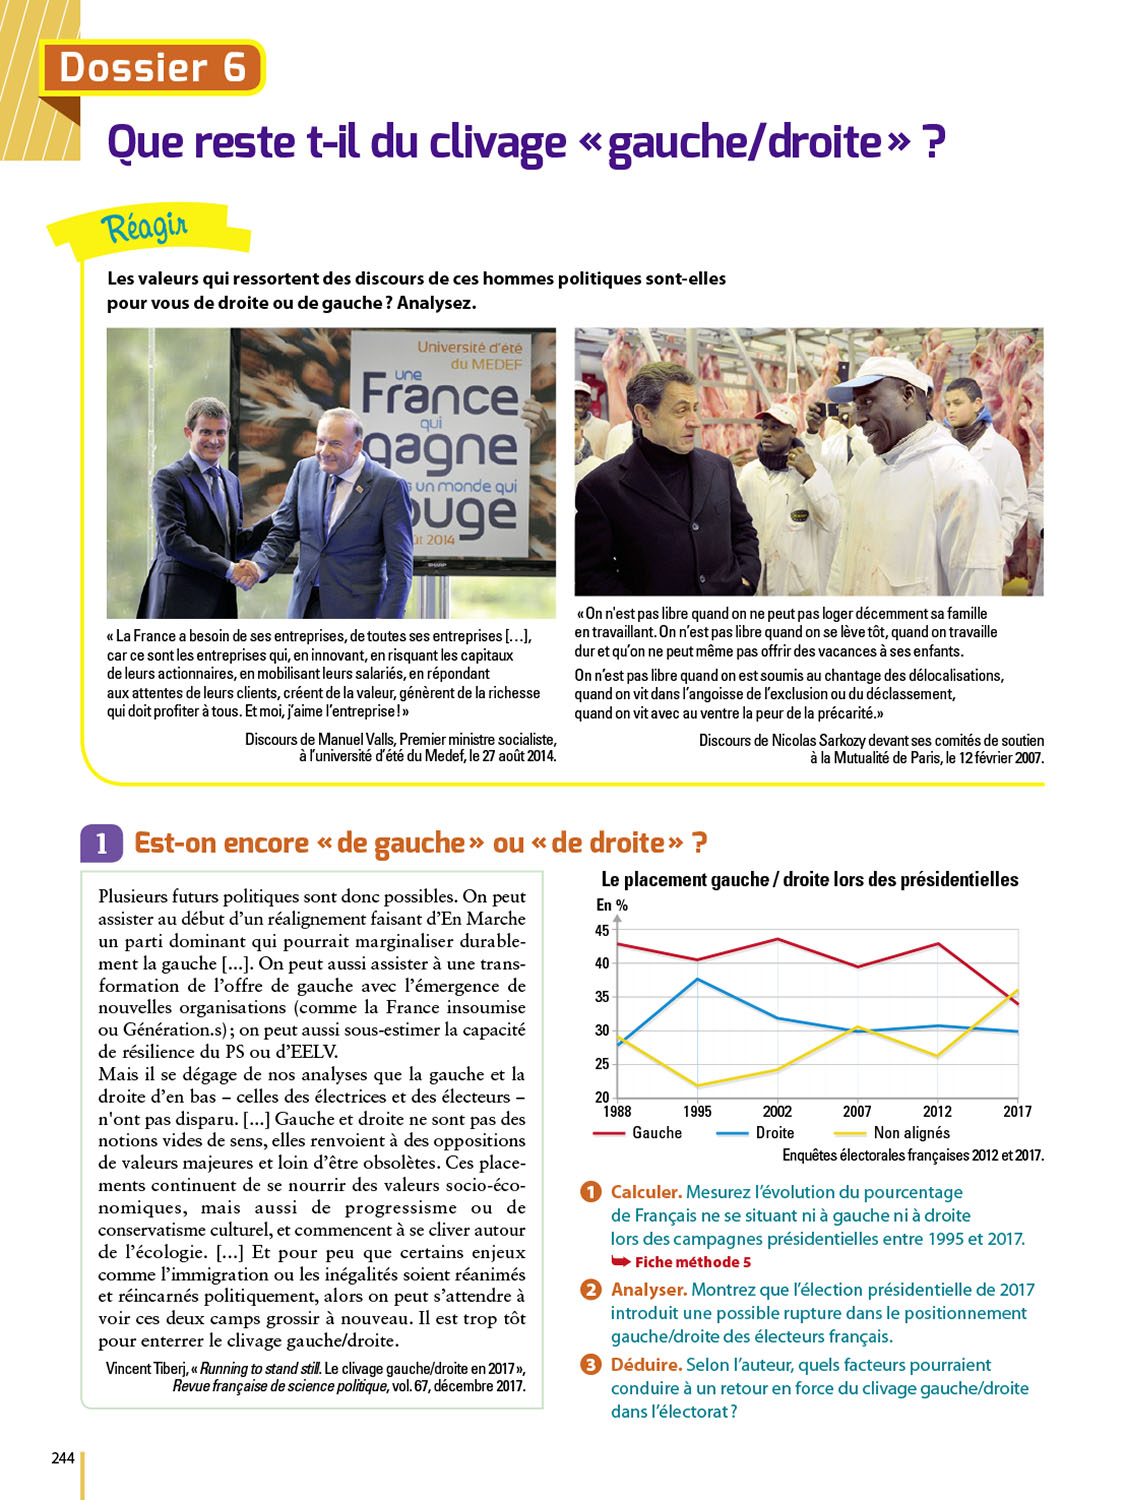 Dossier 6
Que reste t-il du clivage « gauche/droite » ?
Réagir
Les valeurs qui ressortent des discours de ces hommes politiques sont-elles
pour vous de droite ou de gauche ? Analysez.
Université d'été
du MEDEF
une
France
qui
gagne
s un monde qui
ouge
ût 2014
SHARP
« La France a besoin de ses entreprises, de toutes ses entreprises […],
car ce sont les entreprises qui, en innovant, en risquant les capitaux
de leurs actionnaires, en mobilisant leurs salariés, en répondant
aux attentes de leurs clients, créent de la valeur, génèrent de la richesse
qui doit profiter à tous. Et moi, j'aime l'entreprise ! »
Discours de Manuel Valls, Premier ministre socialiste,
à l'université d'été du Medef, le 27 août 2014.
« On n'est pas libre quand on ne peut pas loger décemment sa famille
en travaillant. On n'est pas libre quand on se lève tôt, quand on travaille
dur et qu'on ne peut même pas offrir des vacances à ses enfants.
On n'est pas libre quand on est soumis au chantage des délocalisations,
quand on vit dans l'angoisse de l'exclusion ou du déclassement,
quand on vit avec au ventre la peur de la précarité.»
Discours de Nicolas Sarkozy devant ses comités de soutien
à la Mutualité de Paris, le 12 février 2007.
1 Est-on encore « de gauche » ou « de droite » ?
Plusieurs futurs politiques sont donc possibles. On peut
assister au début d'un réalignement faisant d'En Marche
un parti dominant qui pourrait marginaliser durable-
ment la gauche [...]. On peut aussi assister à une trans-
formation de l'offre de gauche avec l'émergence de
nouvelles organisations (comme la France insoumise
ou Génération.s) ; on peut aussi sous-estimer la capacité
de résilience du PS ou d'EELV.
Mais il se dégage de nos analyses que la gauche et la
droite d'en bas – celles des électrices et des électeurs –
n'ont pas disparu. [...] Gauche et droite ne sont pas des
notions vides de sens, elles renvoient à des oppositions
de valeurs majeures et loin d'être obsolètes. Ces place-
ments continuent de se nourrir des valeurs socio-éco-
nomiques, mais aussi de progressisme ou de
conservatisme culturel, et commencent à se cliver autour
de l'écologie. [...] Et pour peu que certains enjeux
comme l'immigration ou les inégalités soient réanimés
et réincarnés politiquement, alors on peut s'attendre à
voir ces deux camps grossir à nouveau. Il est trop tôt
pour enterrer le clivage gauche/droite.
Vincent Tiberj, « Running to stand still. Le clivage gauche/droite en 2017 »,
Revue française de science politique, vol. 67, décembre 2017.
Le placement gauche / droite lors des présidentielles
En %
45
40
35
30
25
20
1988 1995 2002 2007 2012 2017
Gauche Droite Non alignés
Enquêtes électorales françaises 2012 et 2017.
1 Calculer. Mesurez l'évolution du pourcentage
de Français ne se situant ni à gauche ni à droite
lors des campagnes présidentielles entre 1995 et 2017.
Fiche méthode 5
2 Analyser. Montrez que l'élection présidentielle de 2017
introduit une possible rupture dans le positionnement
gauche/droite des électeurs français.
3 Déduire. Selon l'auteur, quels facteurs pourraient
conduire à un retour en force du clivage gauche/droite
dans l'électorat ?
244